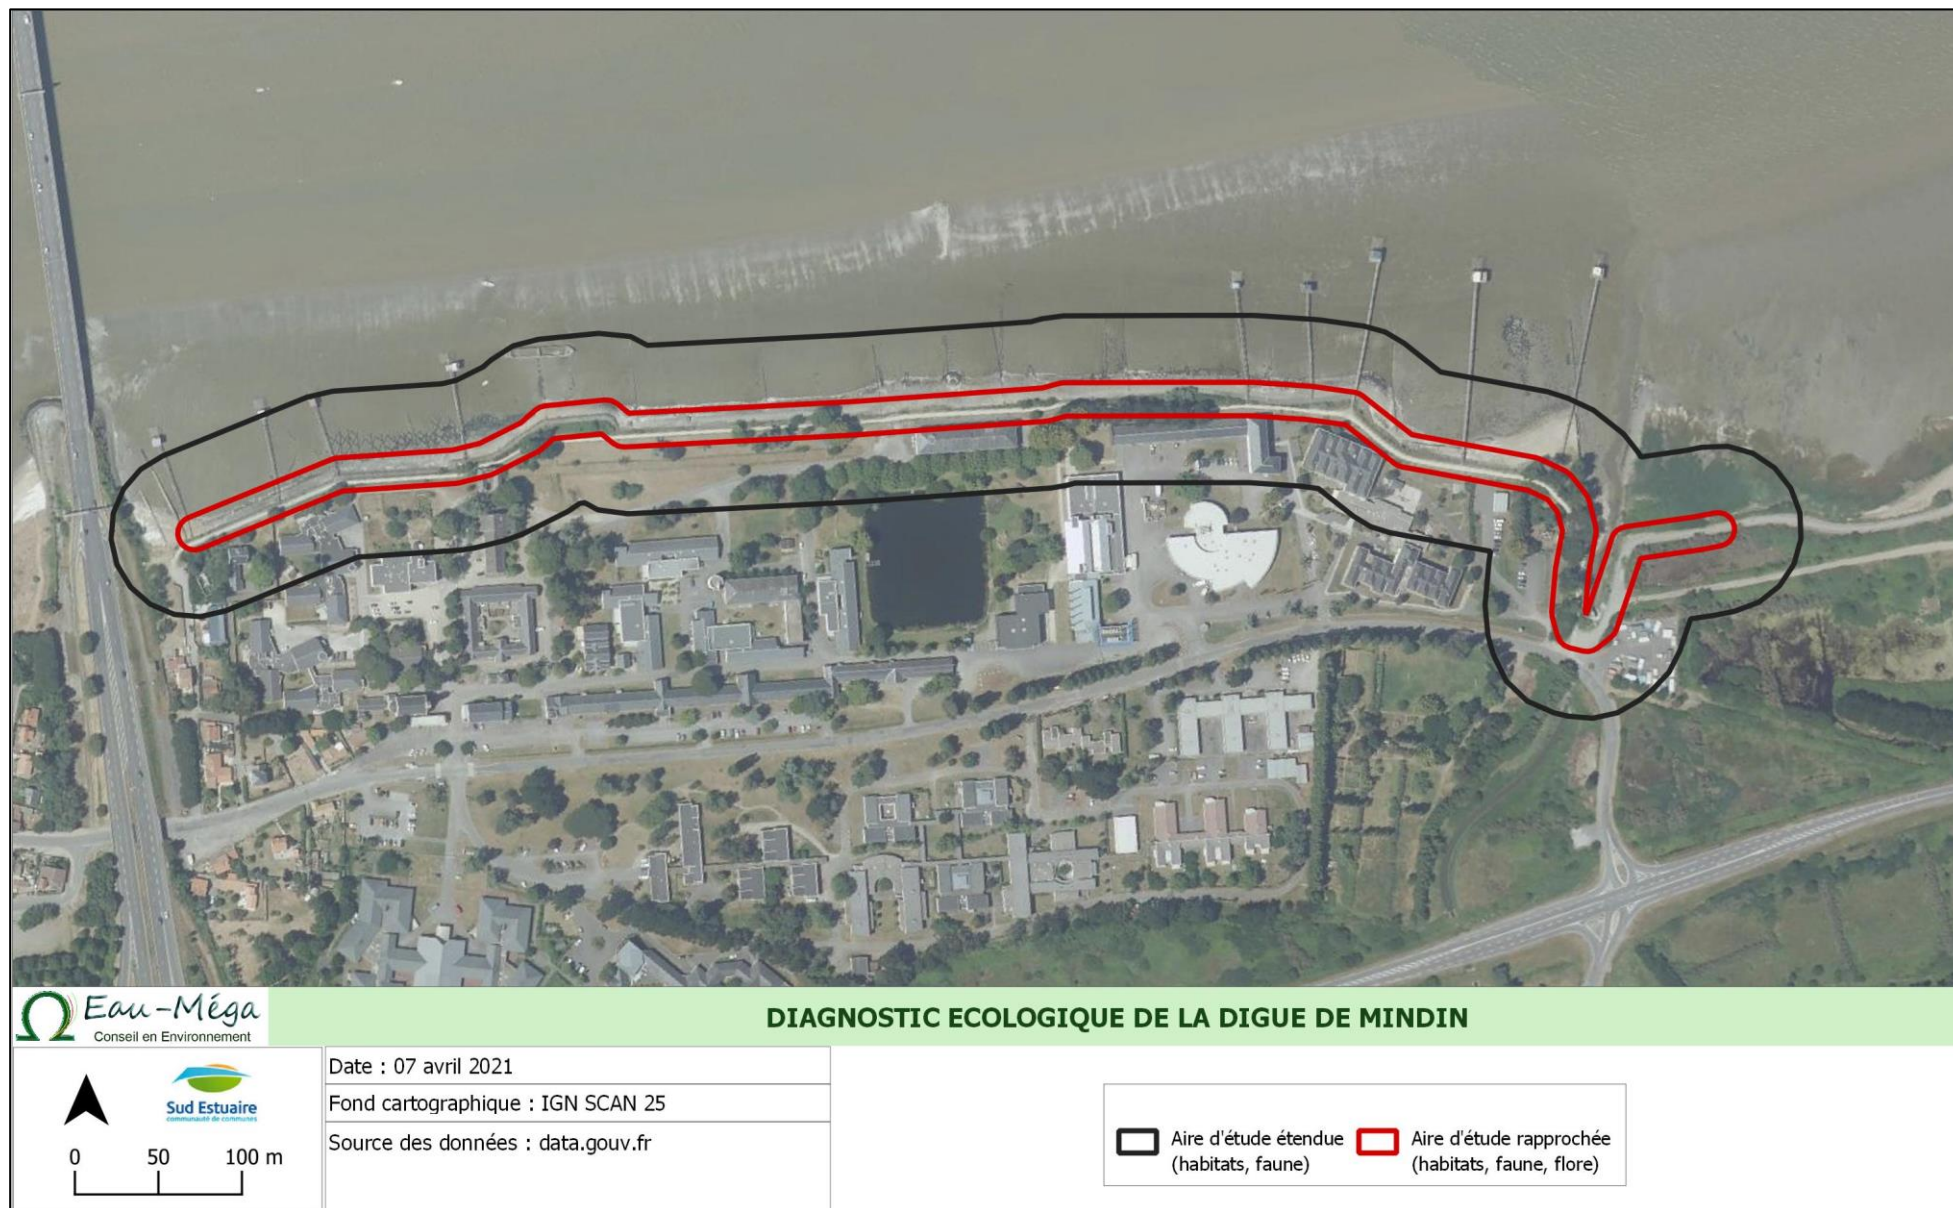 Eau-Méga
Conseil en Environnement
DIAGNOSTIC ECOLOGIQUE DE LA DIGUE DE MINDIN
Sud Estuaire
communauté de communes
0 50 100 m
Date : 07 avril 2021
Fond cartographique : IGN SCAN 25
Source des données : data.gouv.fr
Aire d'étude étendue
(habitats, faune)
Aire d'étude rapprochée
(habitats, faune, flore)